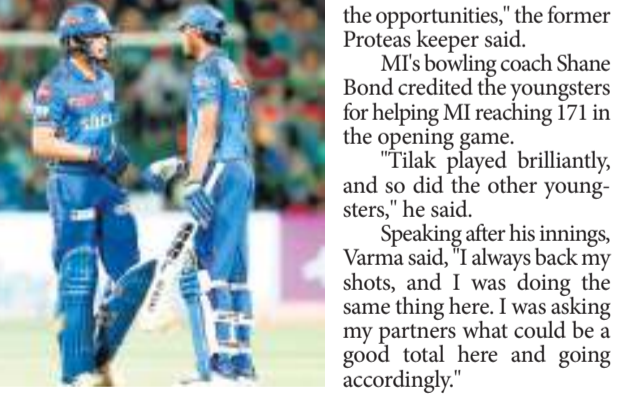 the opportunities," the former
Proteas keeper said.
MI's bowling coach Shane
Bond credited the youngsters
for helping MI reaching 171 in
the opening game.
"Tilak played brilliantly,
and so did the other young-
sters," he said.
Speaking after his innings,
Varma said, "I always back my
shots, and I was doing the
same thing here. I was asking
my partners what could be a
good total here and going
accordingly."